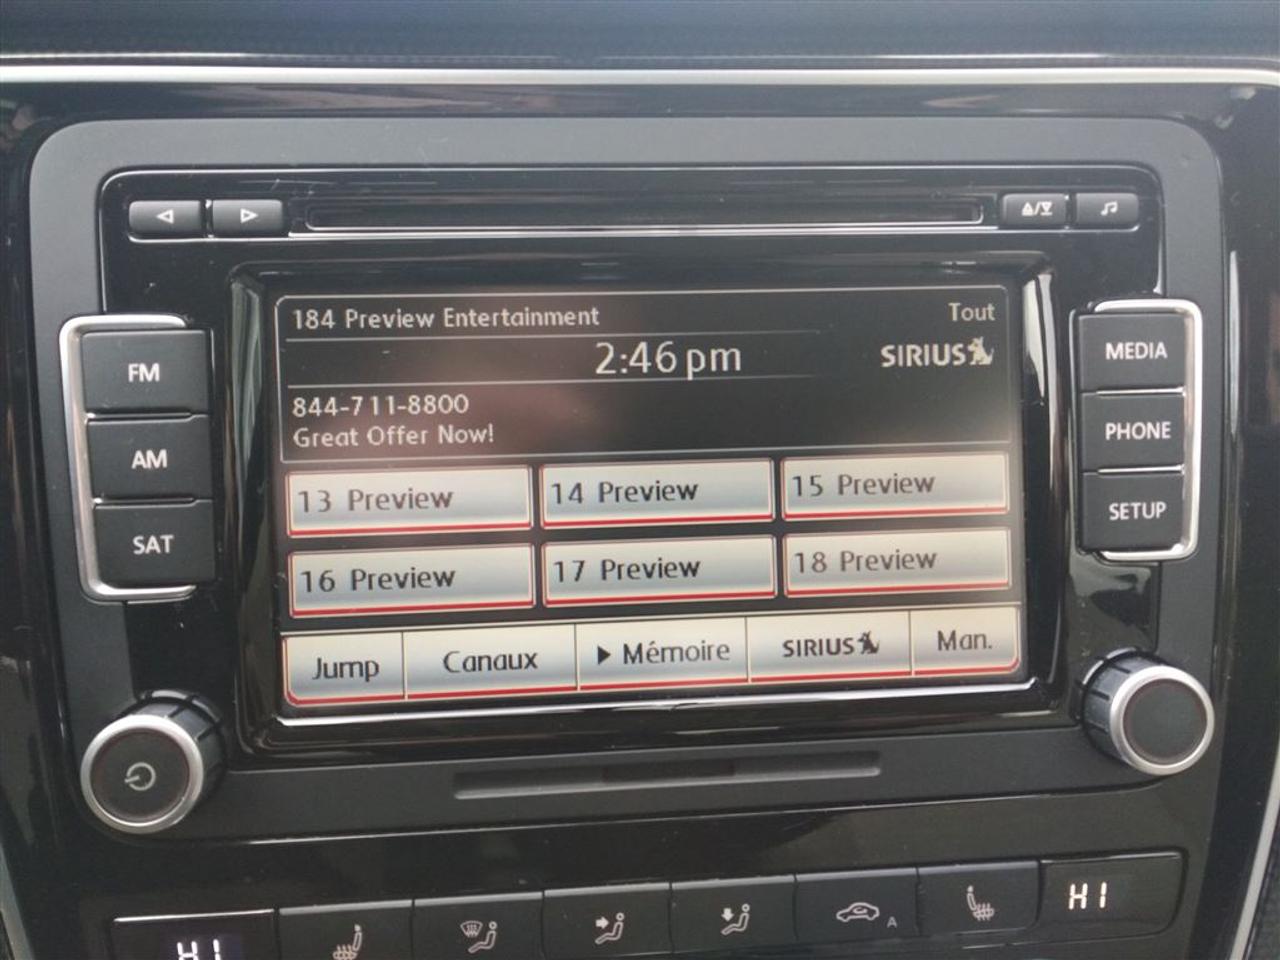 184 Preview Entertainment
Tout
2:46 pm
SIRIUS
844-711-8800
Great Offer Now!
13 Preview
14 Preview
15 Preview
16 Preview
17 Preview
18 Preview
Jump
Canaux
Mémoire
SIRIUS
Man.
FM
AM
SAT
MEDIA
PHONE
SETUP
HI
A
HI